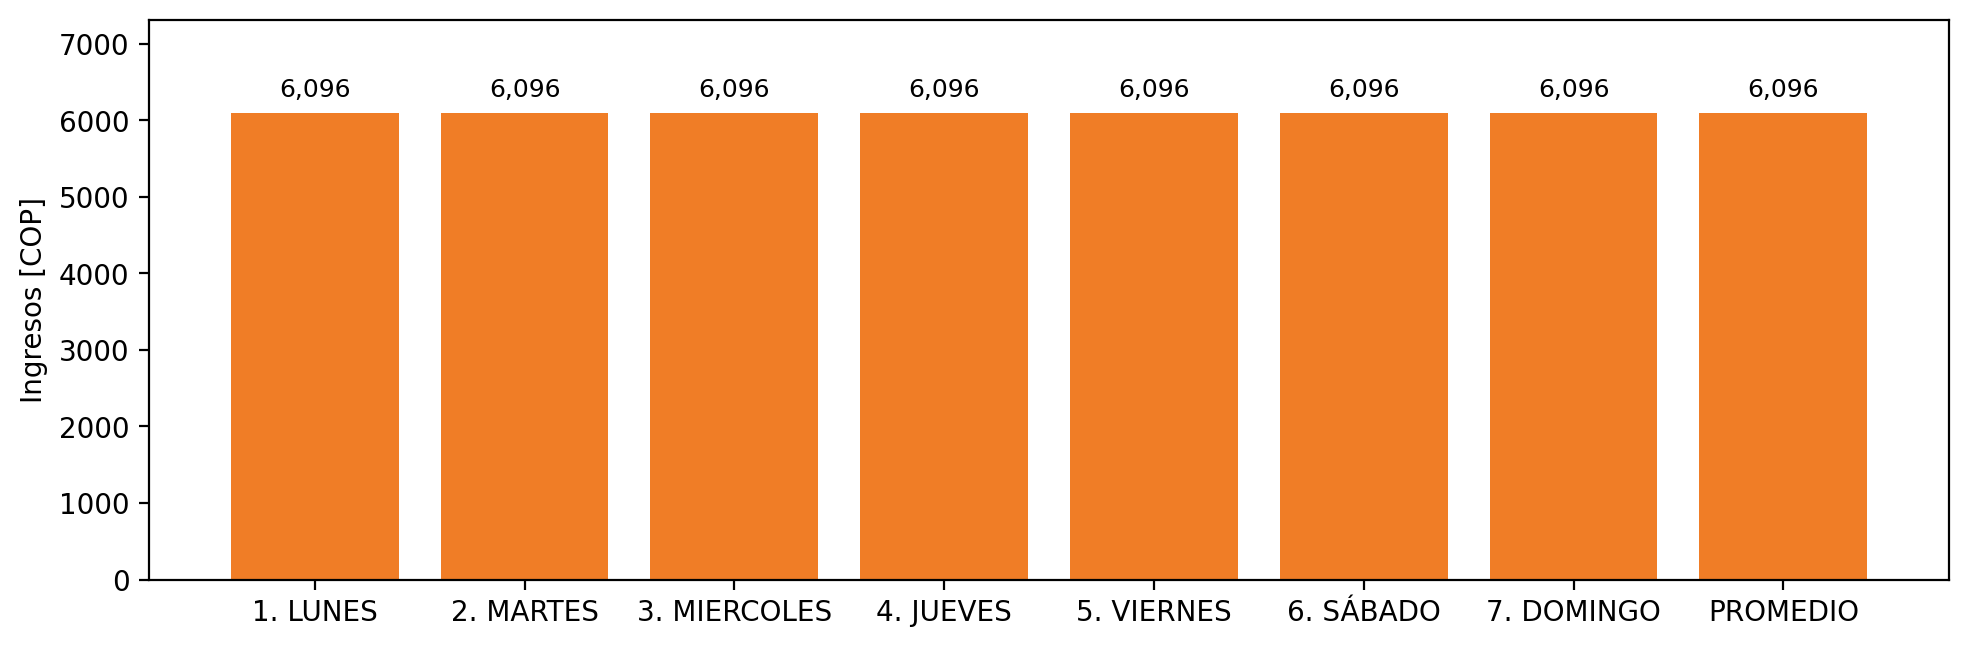 Ingresos [COP]
7000
6000
5000
4000
3000
2000
1000
0
6,096 6,096 6,096 6,096 6,096 6,096 6,096 6,096
1. LUNES 2. MARTES 3. MIERCOLES 4. JUEVES 5. VIERNES 6. SÁBADO 7. DOMINGO PROMEDIO